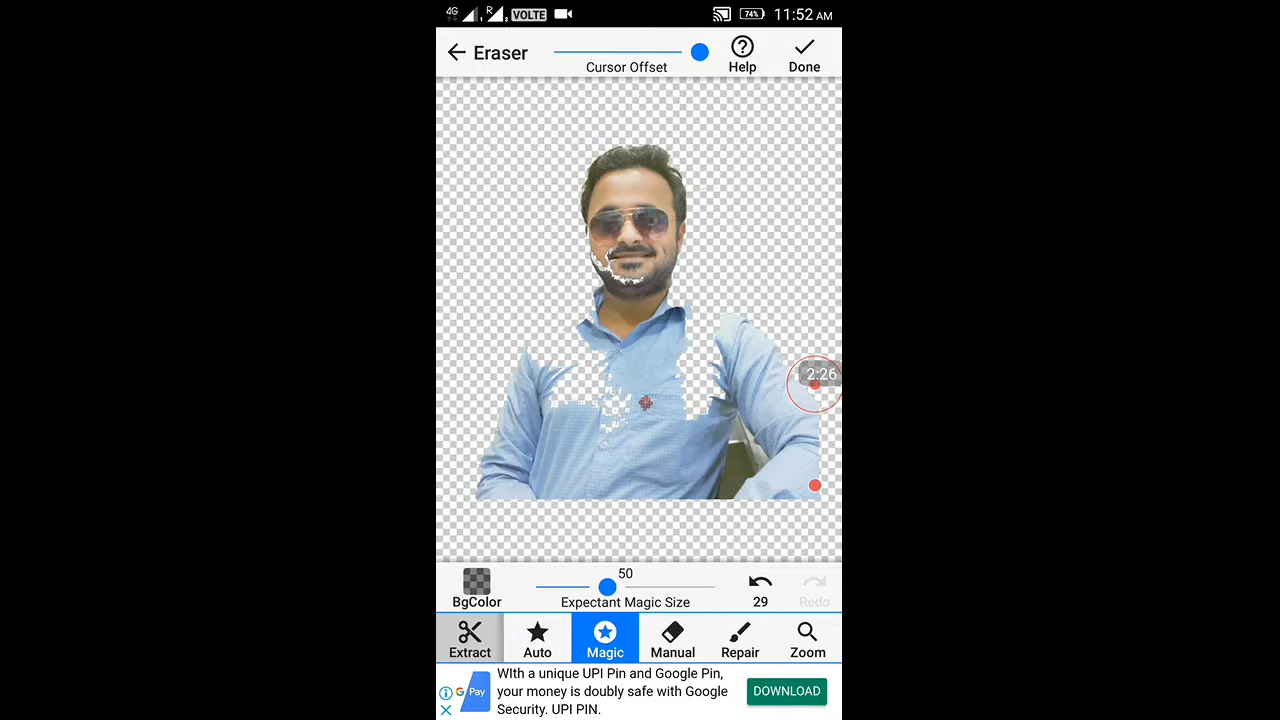 4G 1 R 2 VOLTE 74% 11:52 AM
Eraser
Cursor Offset
Help
Done
2:26
50
BgColor
Expectant Magic Size
29
Redo
Extract
Auto
Magic
Manual
Repair
Zoom
G Pay
WIth a unique UPI Pin and Google Pin,
your money is doubly safe with Google
Security. UPI PIN.
DOWNLOAD